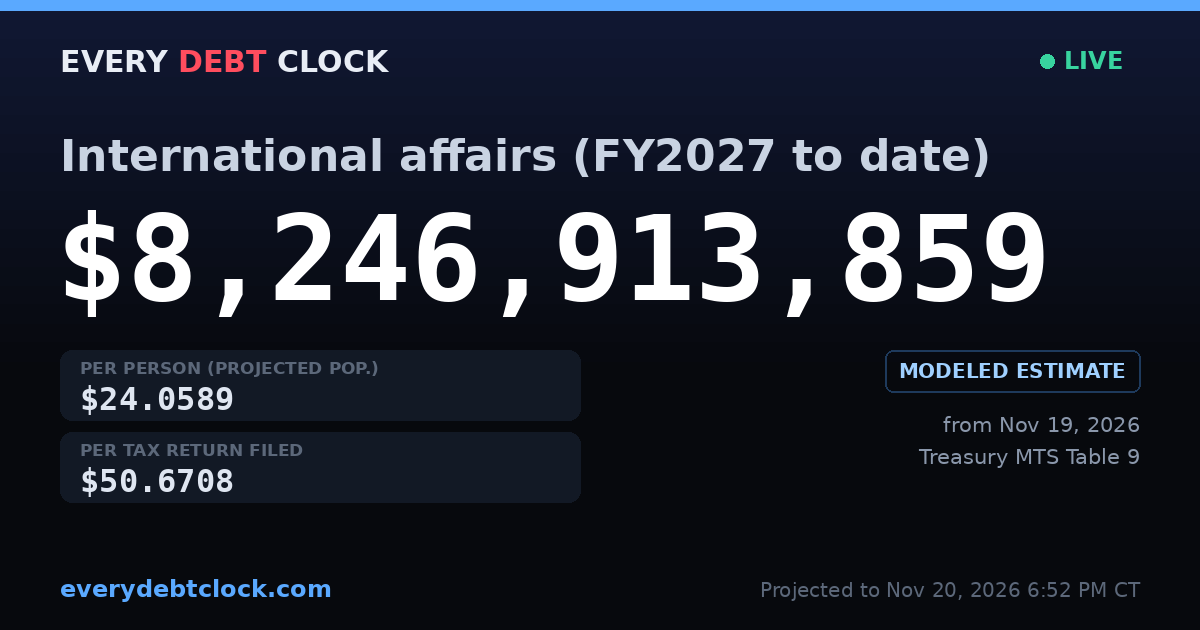 EVERY DEBT CLOCK
LIVE
International affairs (FY2027 to date)
$8,246,913,859
PER PERSON (PROJECTED POP.)
$24.0589
PER TAX RETURN FILED
$50.6708
MODELED ESTIMATE
from Nov 19, 2026
Treasury MTS Table 9
everydebtclock.com
Projected to Nov 20, 2026 6:52 PM CT